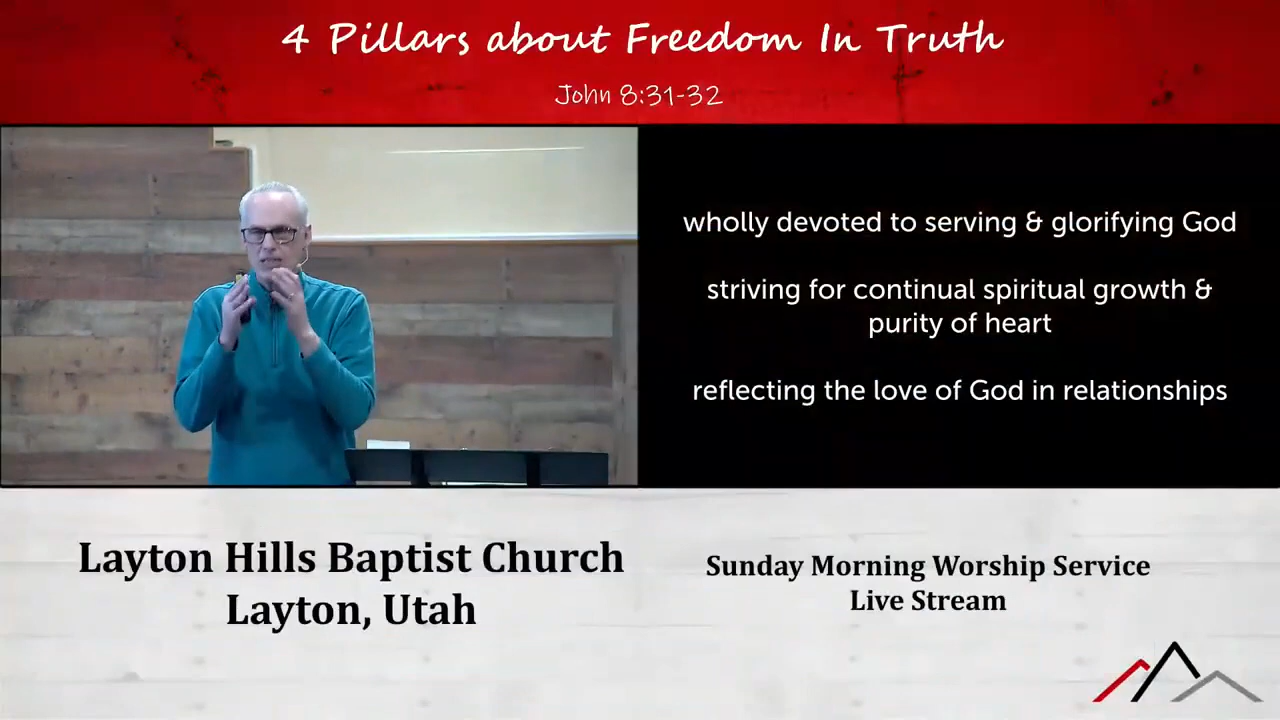 4 Pillars about Freedom In Truth
John 8:31-32
wholly devoted to serving & glorifying God
striving for continual spiritual growth &
purity of heart
reflecting the love of God in relationships
Layton Hills Baptist Church
Layton, Utah
Sunday Morning Worship Service
Live Stream